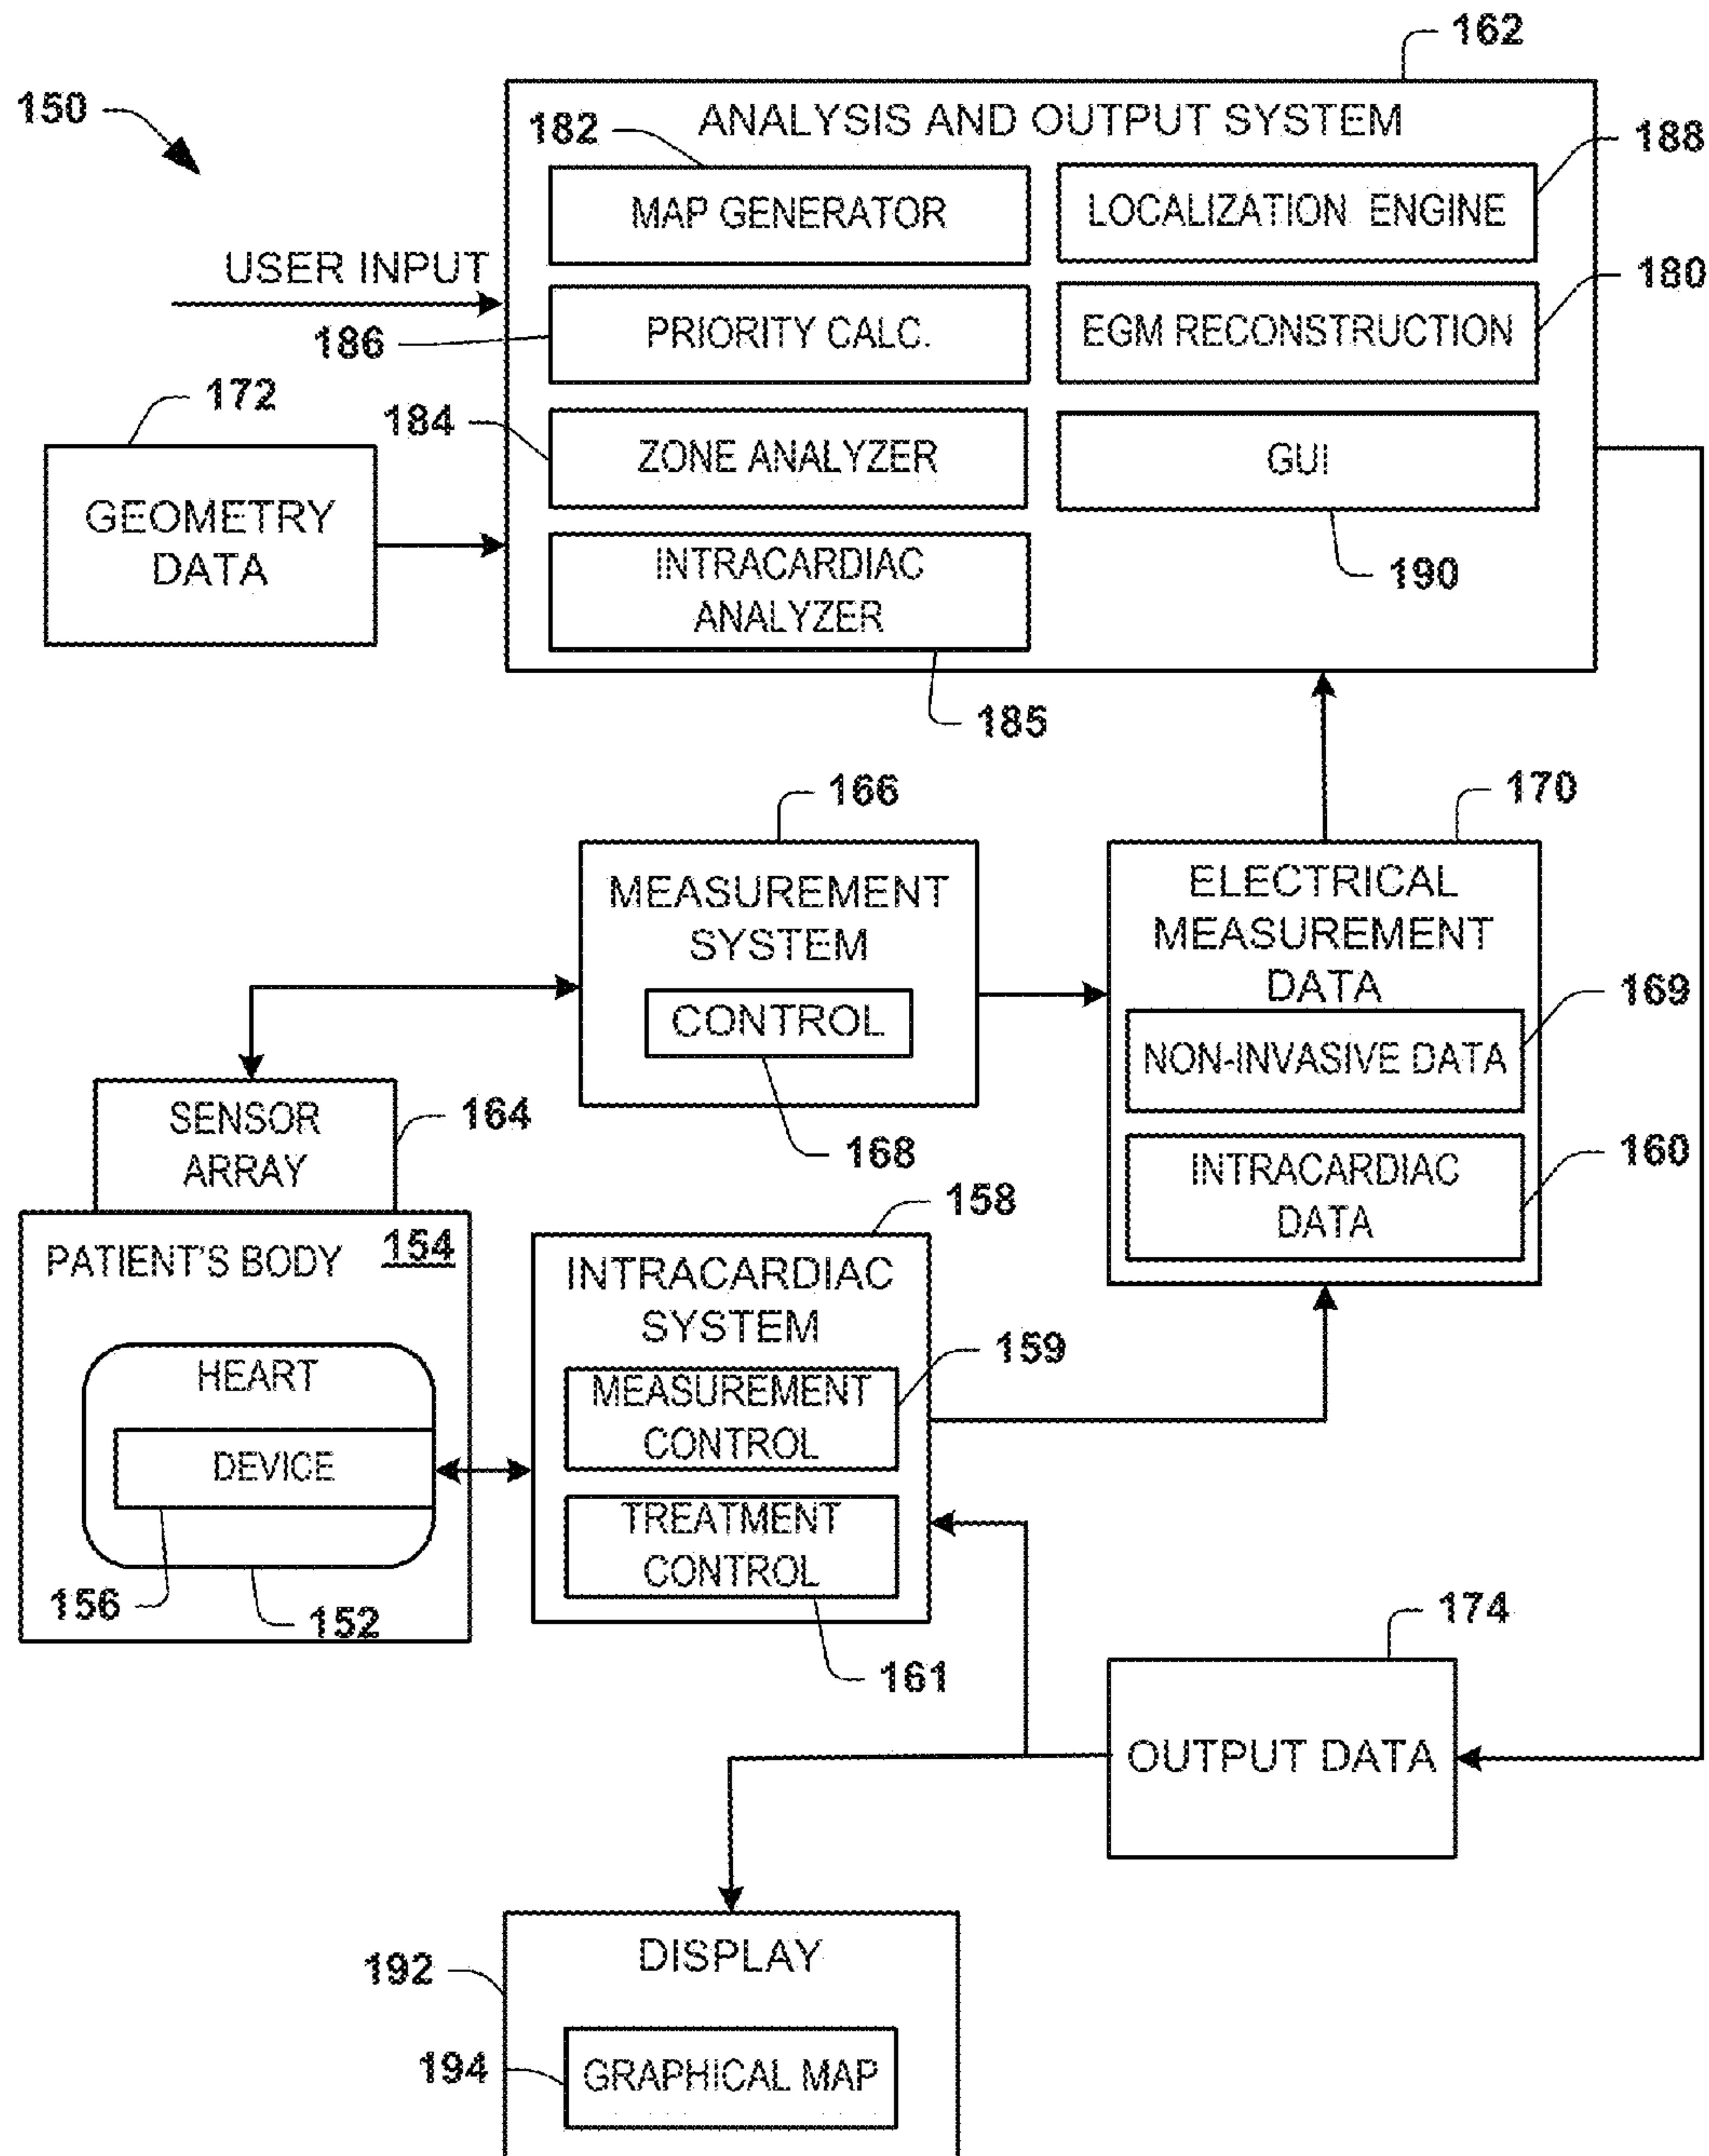 162
150
ANALYSIS AND OUTPUT SYSTEM
182
188
MAP GENERATOR
LOCALIZATION ENGINE
USER INPUT
180
186
PRIORITY CALC.
EGM RECONSTRUCTION
172
184
ZONE ANALYZER
GUI
GEOMETRY
DATA
INTRACARDIAC
ANALYZER
190
185
166
170
MEASUREMENT
SYSTEM
CONTROL
168
ELECTRICAL
MEASUREMENT
DATA
169
NON-INVASIVE DATA
160
INTRACARDIAC
DATA
SENSOR
ARRAY
164
PATIENT'S BODY
154
158
INTRACARDIAC
SYSTEM
159
MEASUREMENT
CONTROL
HEART
DEVICE
TREATMENT
CONTROL
156
152
161
174
OUTPUT DATA
192
DISPLAY
194
GRAPHICAL MAP